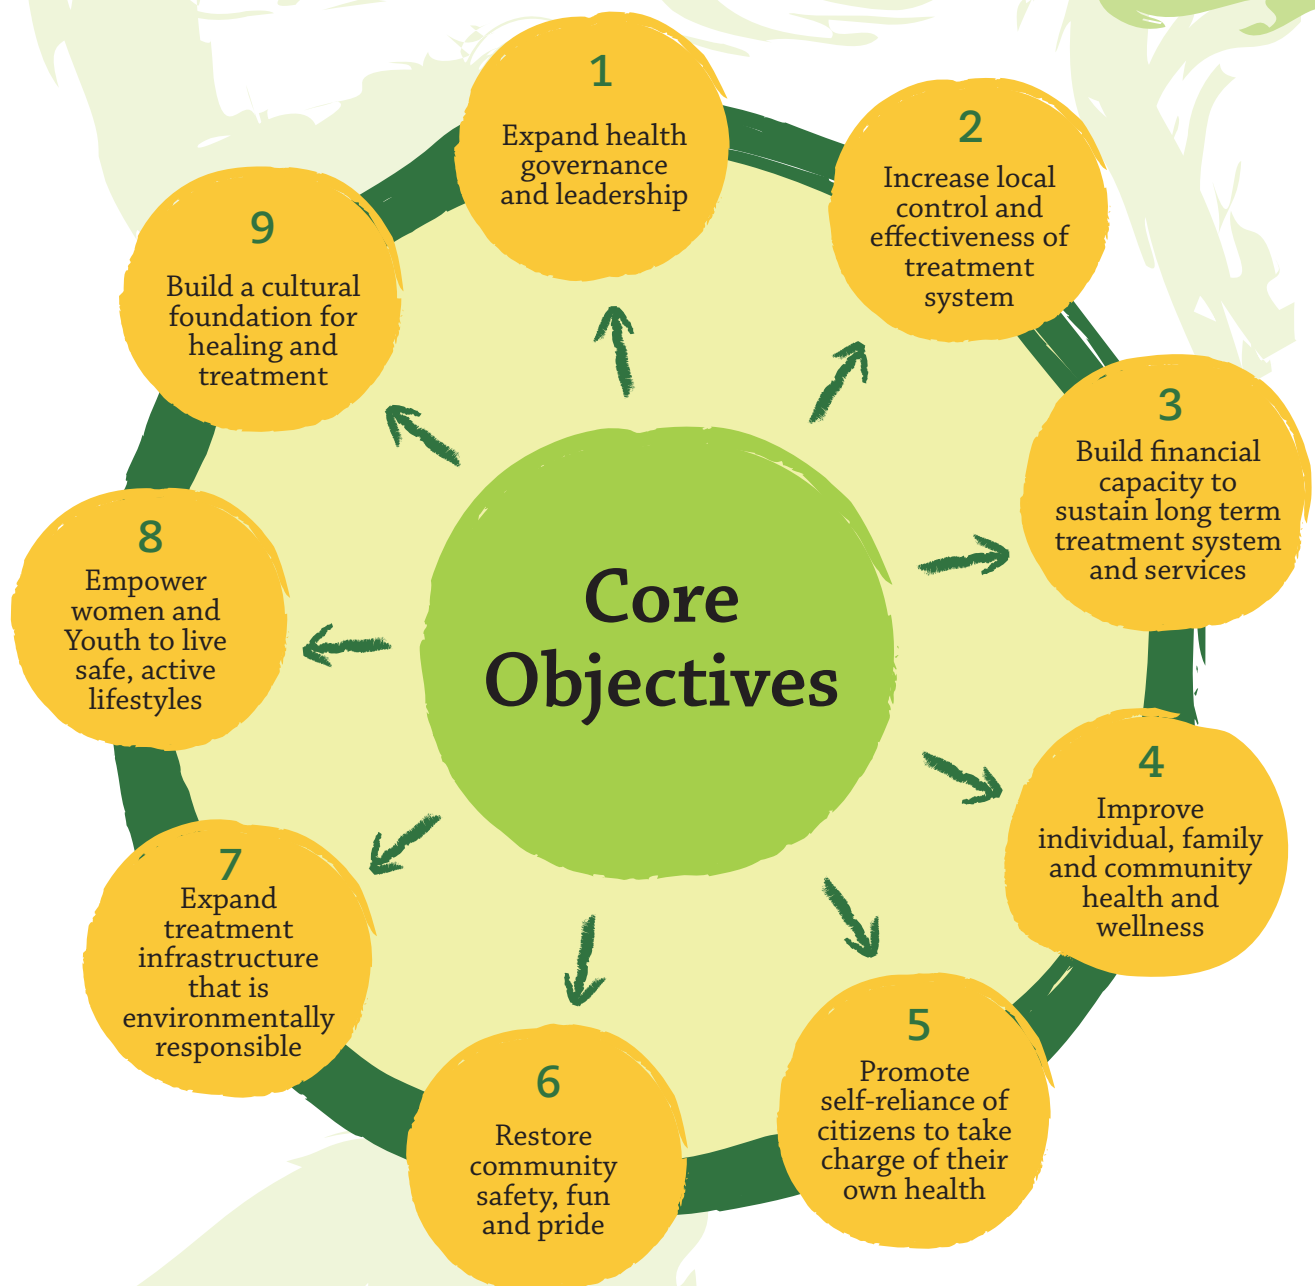 Core
Objectives
1
Expand health
governance
and leadership
2
Increase local
control and
effectiveness of
treatment
system
3
Build financial
capacity to
sustain long term
treatment system
and services
4
Improve
individual, family
and community
health and
wellness
5
Promote
self-reliance of
citizens to take
charge of their
own health
6
Restore
community
safety, fun
and pride
7
Expand
treatment
infrastructure
that is
environmentally
responsible
8
Empower
women and
Youth to live
safe, active
lifestyles
9
Build a cultural
foundation for
healing and
treatment